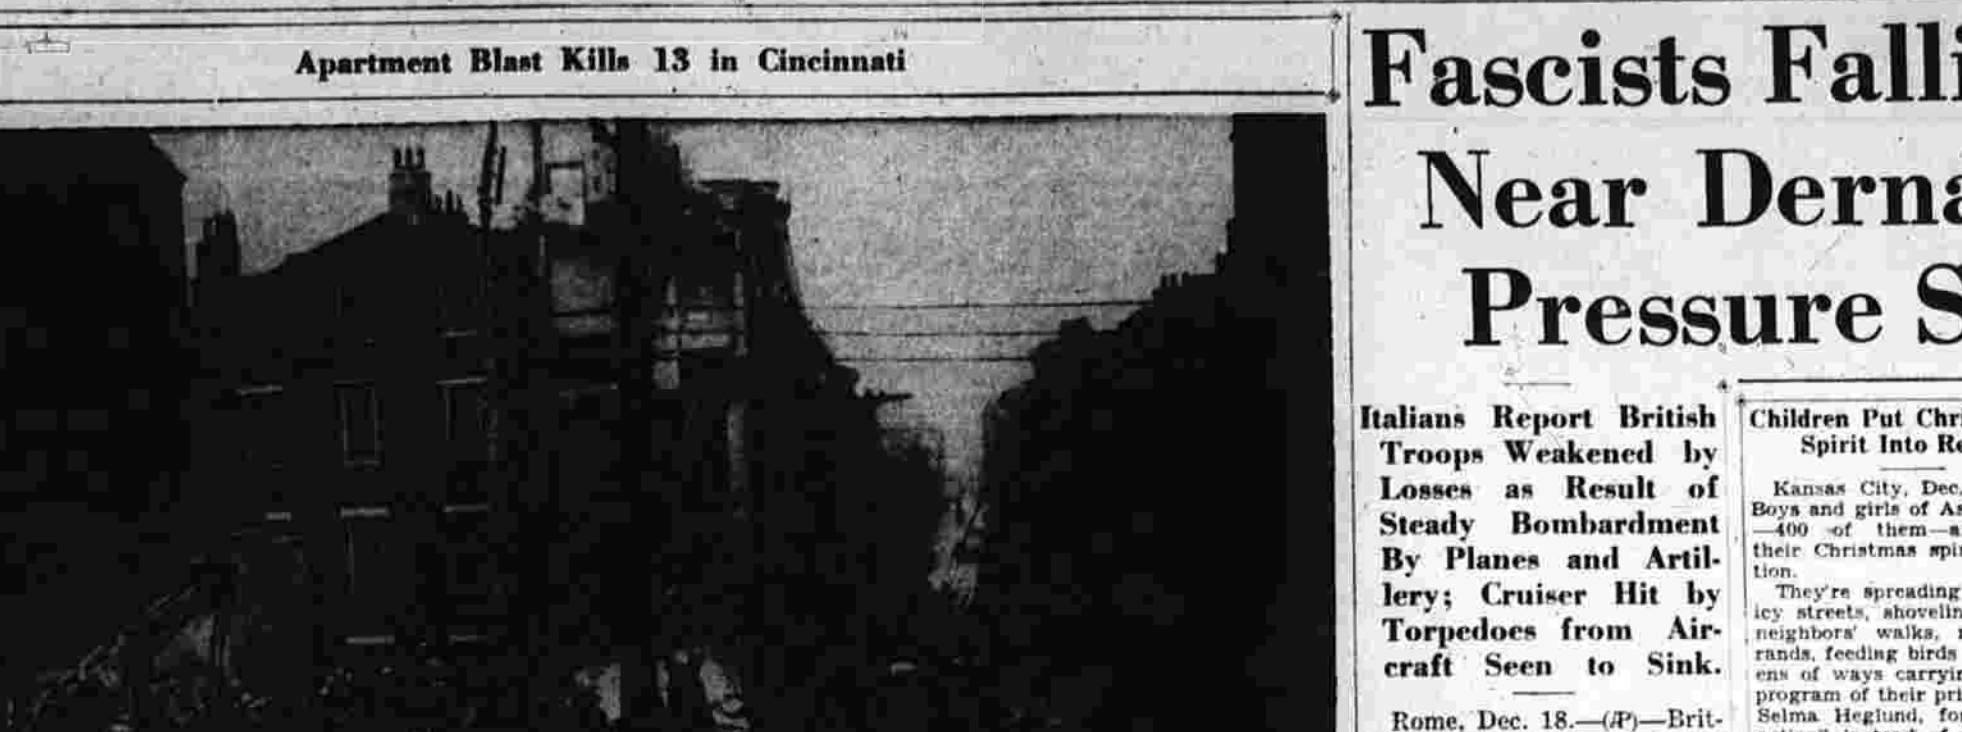 Apartment Blast Kills 13 in Cincinnati
Fascists Falli
Near Derna
Pressure S
Italians Report British
Troops Weakened by
Losses as Result of
Steady Bombardment
By Planes and Artil-
lery; Cruiser Hit by
Torpedoes from Air-
craft Seen to Sink.
Rome, Dec. 18.—(AP)—Brit-
Children Put Chri
Spirit Into Re
Kansas City, Dec.
Boys and girls of As
—400 of them—a
their Christmas spi
tion.
They're spreading
icy streets, shovelin
neighbors' walks,
rands, feeding birds
ens of ways carryin
program of their pri
Selma Heglund, fo